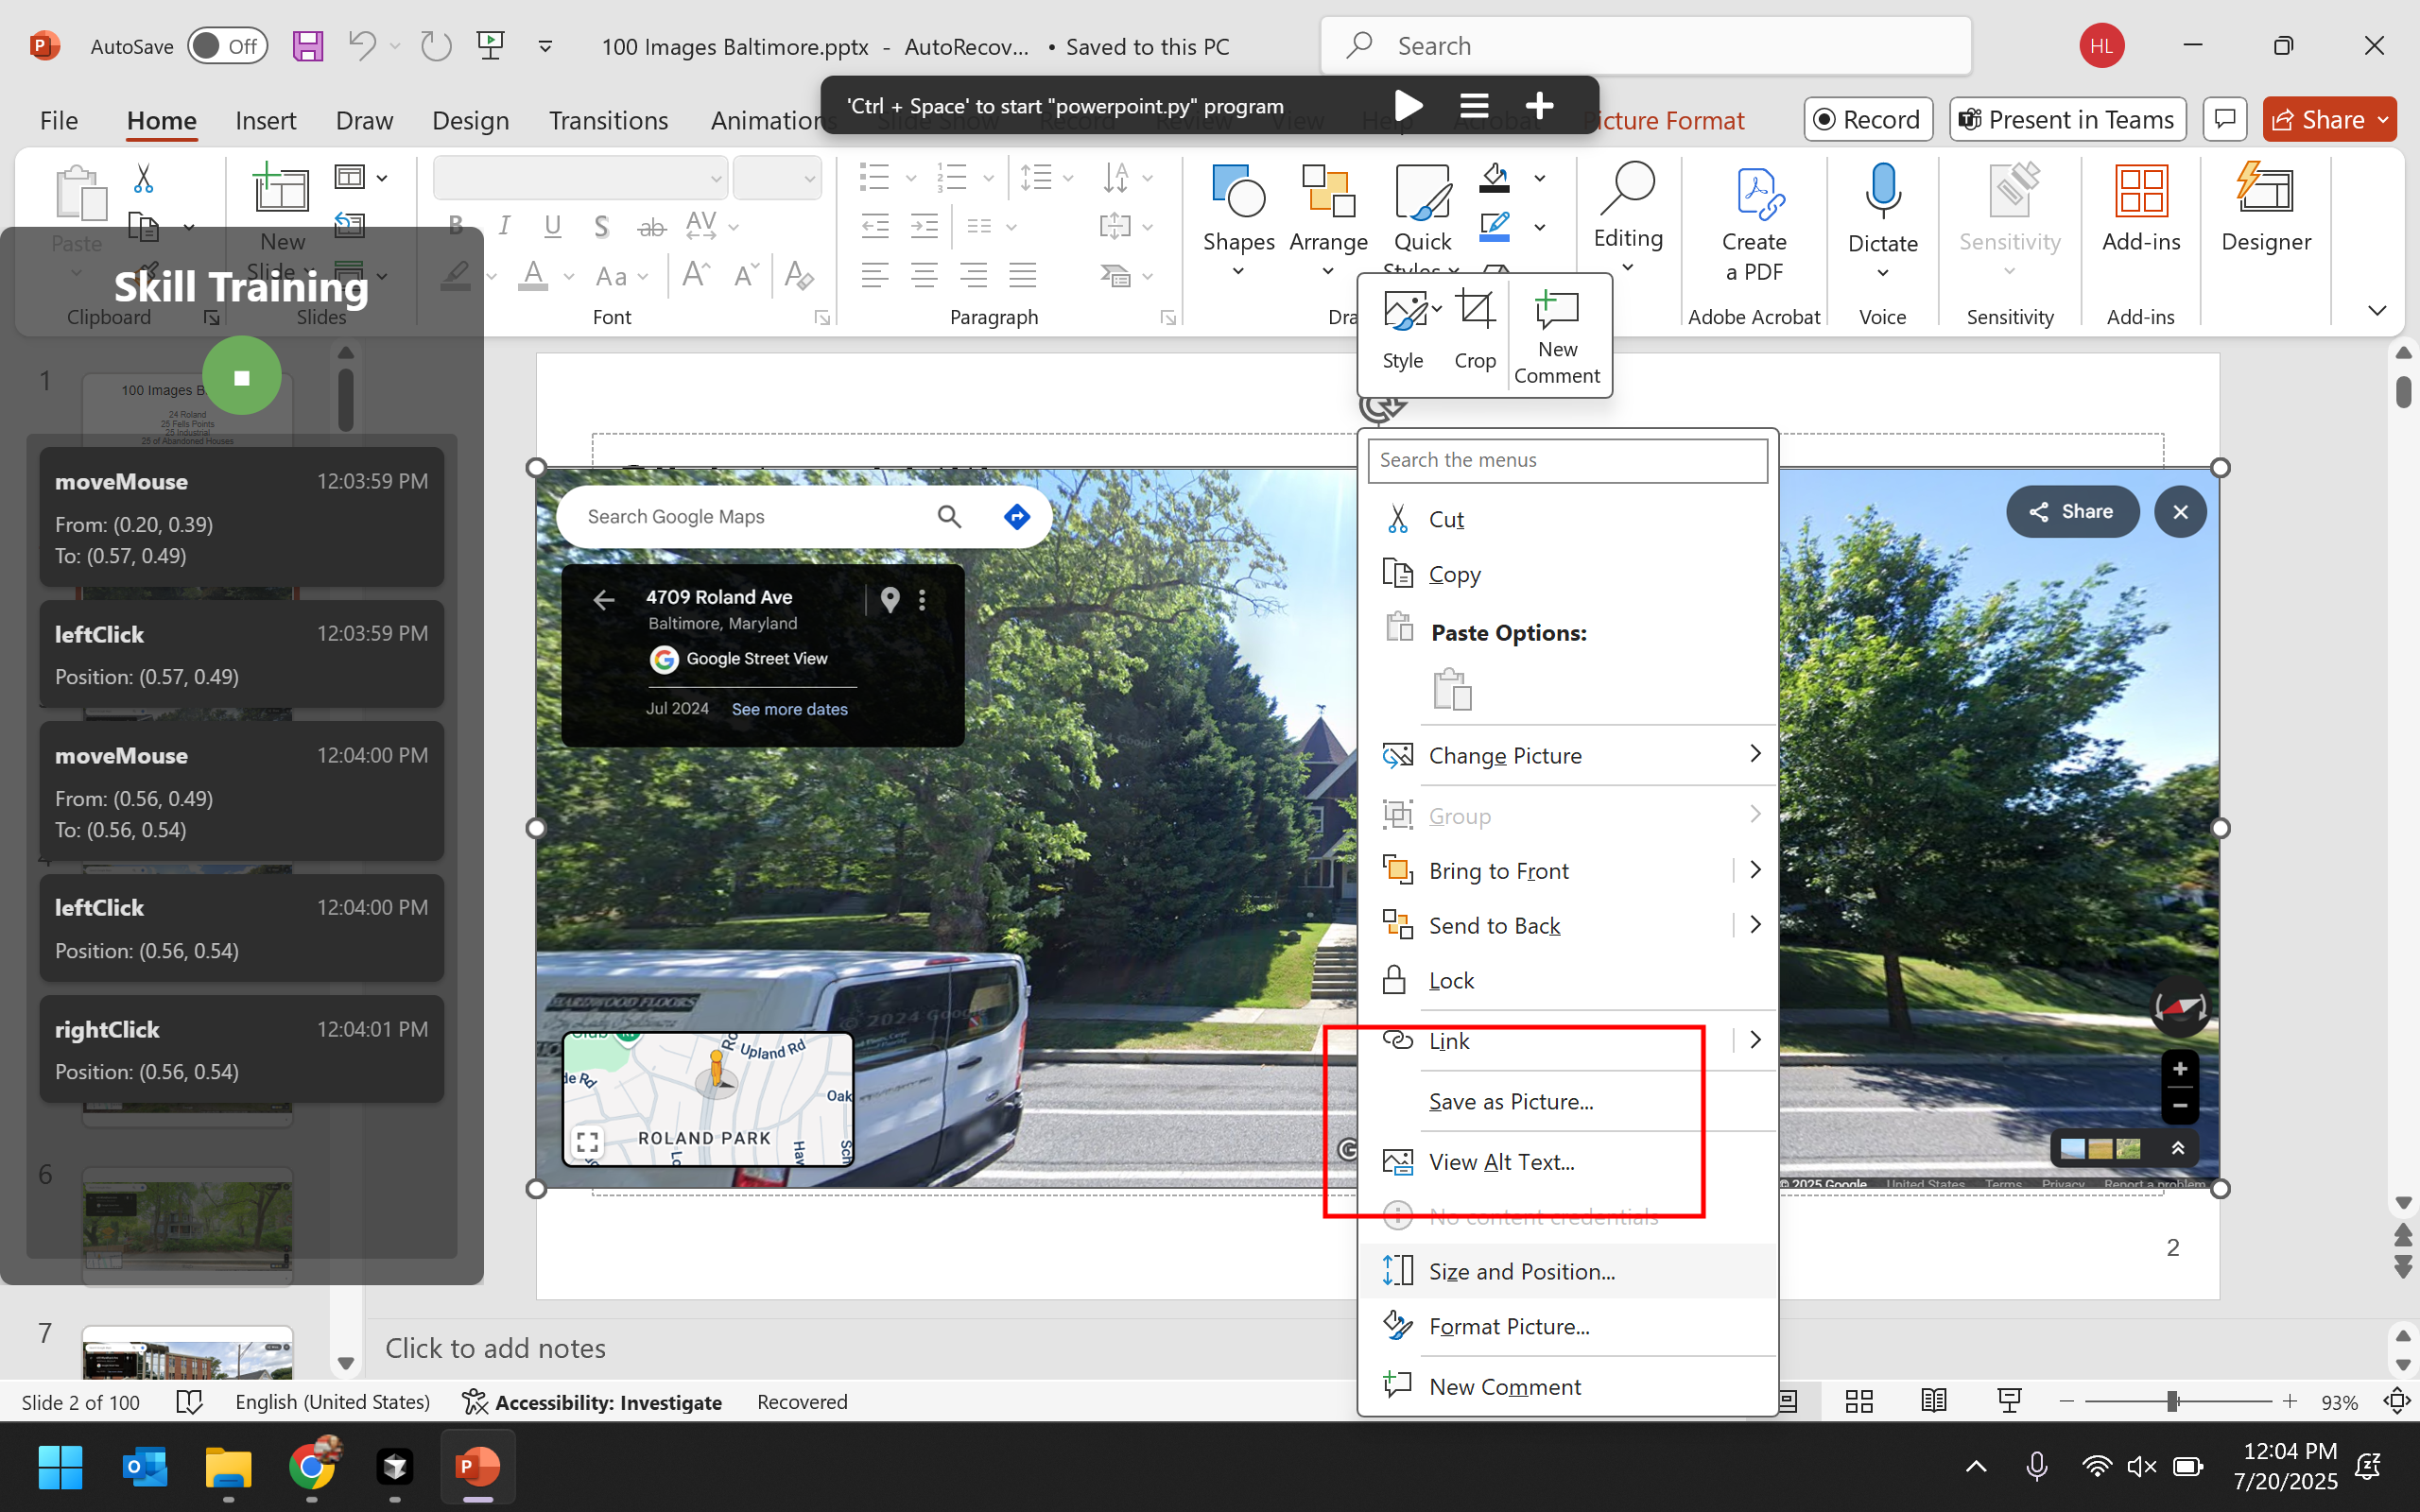 AutoSave Off 100 Images Baltimore.pptx - AutoRecov... • Saved to this PC Search HL
'Ctrl + Space' to start "powerpoint.py" program
File Home Insert Draw Design Transitions Animations Slide Show Record Review View Help Acrobat Picture Format Record Present in Teams Share
Paste New Slide Shapes Arrange Quick Styles Editing Create a PDF Dictate Sensitivity Add-ins Designer
Clipboard Slides Font Paragraph Adobe Acrobat Voice Sensitivity Add-ins
Style Crop New Comment
Skill Training
1
100 Images B
24 Roland
25 Fells Points
25 Industrial
25 of Abandoned Houses
moveMouse 12:03:59 PM
From: (0.20, 0.39)
To: (0.57, 0.49)
leftClick 12:03:59 PM
Position: (0.57, 0.49)
moveMouse 12:04:00 PM
From: (0.56, 0.49)
To: (0.56, 0.54)
leftClick 12:04:00 PM
Position: (0.56, 0.54)
rightClick 12:04:01 PM
Position: (0.56, 0.54)
6
7
Search Google Maps
4709 Roland Ave
Baltimore, Maryland
Google Street View
Jul 2024 See more dates
HARDWOOD FLOORS
© 2024 Google
Upland Rd
Oak
ROLAND PARK
Share
© 2025 Google United States Terms Privacy Report a problem
2
Search the menus
Cut
Copy
Paste Options:
Change Picture
Group
Bring to Front
Send to Back
Lock
Link
Save as Picture...
View Alt Text...
No content credentials
Size and Position...
Format Picture...
New Comment
Click to add notes
Slide 2 of 100 English (United States) Accessibility: Investigate Recovered 93%
12:04 PM
7/20/2025